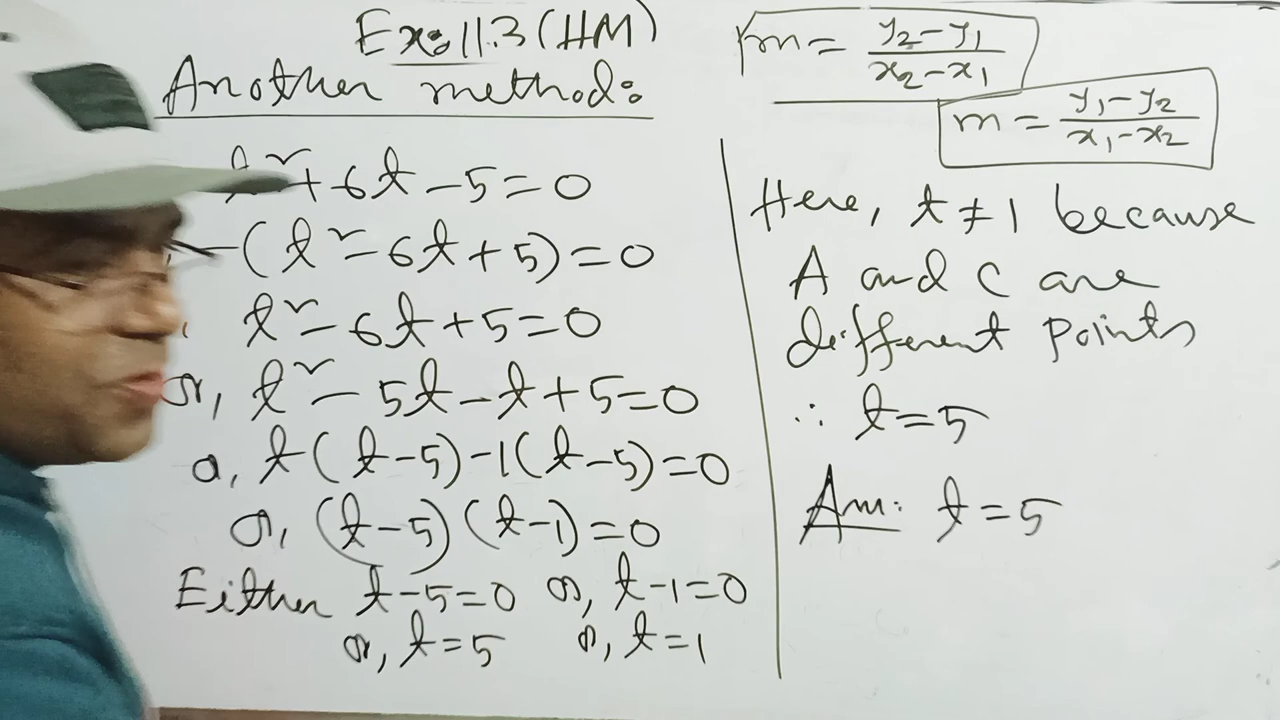 Ex: 11.3 (HM)
Another method:
m = (y₂ - y₁)/(x₂ - x₁)
m = (y₁ - y₂)/(x₁ - x₂)
t² + 6t - 5 = 0
-(t² - 6t + 5) = 0
t² - 6t + 5 = 0
or, t² - 5t - t + 5 = 0
or, t(t - 5) - 1(t - 5) = 0
or, (t - 5)(t - 1) = 0
Either t - 5 = 0 or, t - 1 = 0
or, t = 5 or, t = 1
Here, t ≠ 1 because
A and C are
different points
∴ t = 5
Ans: t = 5